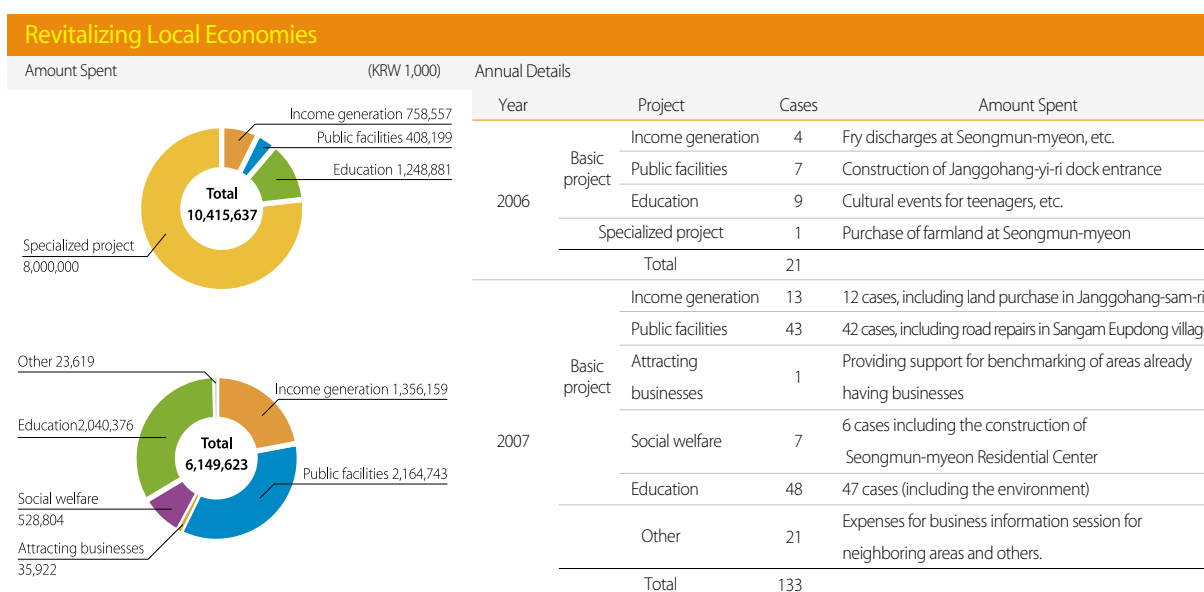 Revitalizing Local Economies
Amount Spent (KRW 1,000)
Income generation 758,557
Public facilities 408,199
Education 1,248,881
Total
10,415,637
Specialized project
8,000,000
Other 23,619
Income generation 1,356,159
Education2,040,376
Total
6,149,623
Public facilities 2,164,743
Social welfare
528,804
Attracting businesses
35,922
Annual Details
Year Project Cases Amount Spent
2006
Basic
project
Income generation 4 Fry discharges at Seongmun-myeon, etc.
Public facilities 7 Construction of Janggohang-yi-ri dock entrance
Education 9 Cultural events for teenagers, etc.
Specialized project 1 Purchase of farmland at Seongmun-myeon
Total 21
2007
Basic
project
Income generation 13 12 cases, including land purchase in Janggohang-sam-ri
Public facilities 43 42 cases, including road repairs in Sangam Eupdong villag
Attracting
businesses
1
Providing support for benchmarking of areas already
having businesses
Social welfare 7
6 cases including the construction of
Seongmun-myeon Residential Center
Education 48 47 cases (including the environment)
Other 21
Expenses for business information session for
neighboring areas and others.
Total 133